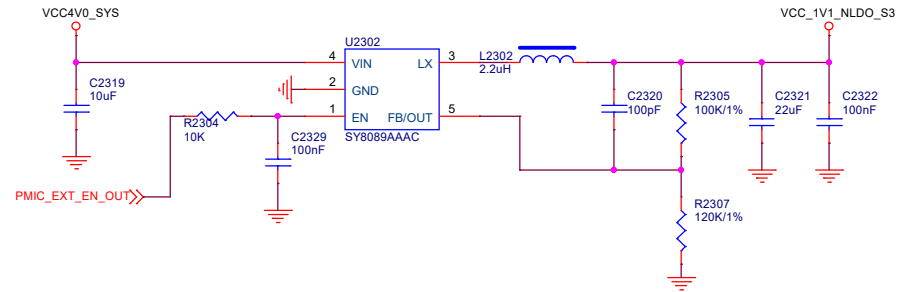 VCC4V0_SYS
VCC_1V1_NLDO_S3
U2302
4 VIN LX 3
L2302
2.2uH
2 GND
1 EN FB/OUT 5
SY8089AAAC
C2319
10uF
R2304
10K
C2329
100nF
C2320
100pF
R2305
100K/1%
C2321
22uF
C2322
100nF
PMIC_EXT_EN_OUT
R2307
120K/1%